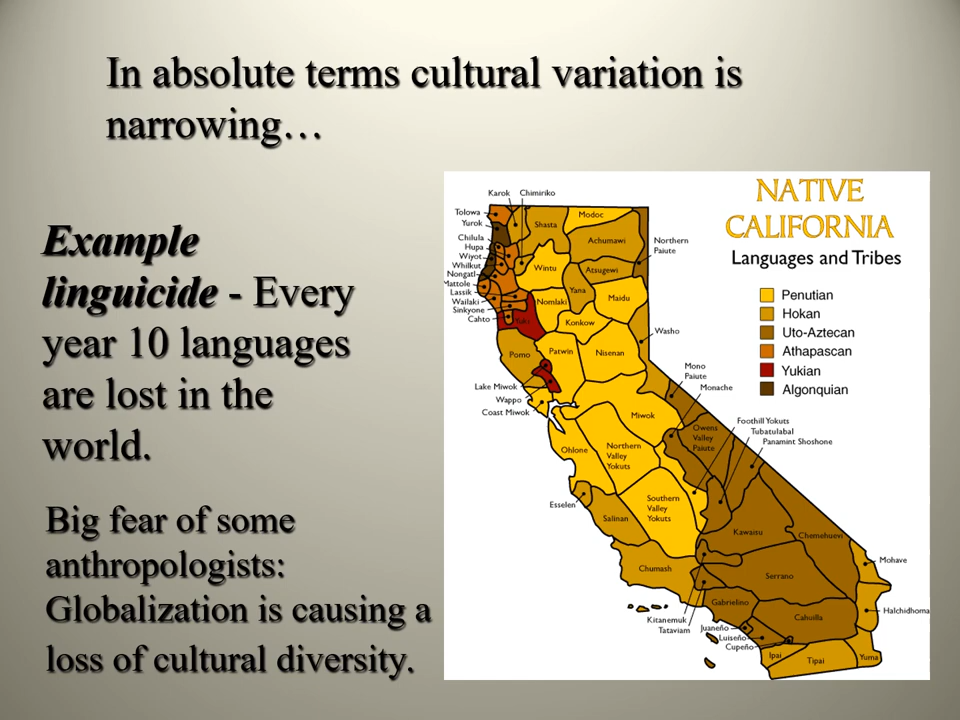 In absolute terms cultural variation is
narrowing…
Example
linguicide - Every
year 10 languages
are lost in the
world.
Big fear of some
anthropologists:
Globalization is causing a
loss of cultural diversity.
NATIVE
CALIFORNIA
Languages and Tribes
Penutian
Hokan
Uto-Aztecan
Athapascan
Yukian
Algonquian
Karok
Chimiriko
Tolowa
Yurok
Chilula
Hupa
Wiyot
Whilkut
Nongatl
Mattole
Lassik
Wailaki
Sinkyone
Cahto
Shasta
Modoc
Achumawi
Northern
Paiute
Wintu
Atsugewi
Yana
Nomlaki
Maidu
Yuki
Konkow
Washo
Pomo
Patwin
Nisenan
Mono
Paiute
Lake Miwok
Wappo
Coast Miwok
Monache
Miwok
Foothill Yokuts
Tubatulabal
Panamint Shoshone
Owens
Valley
Paiute
Ohlone
Northern
Valley
Yokuts
Esselen
Salinan
Southern
Valley
Yokuts
Kawaisu
Chemehuevi
Mohave
Chumash
Serrano
Gabrielino
Halchidhoma
Kitanemuk
Tataviam
Cahuilla
Juaneño
Luiseño
Cupeño
Ipai
Tipai
Yuma